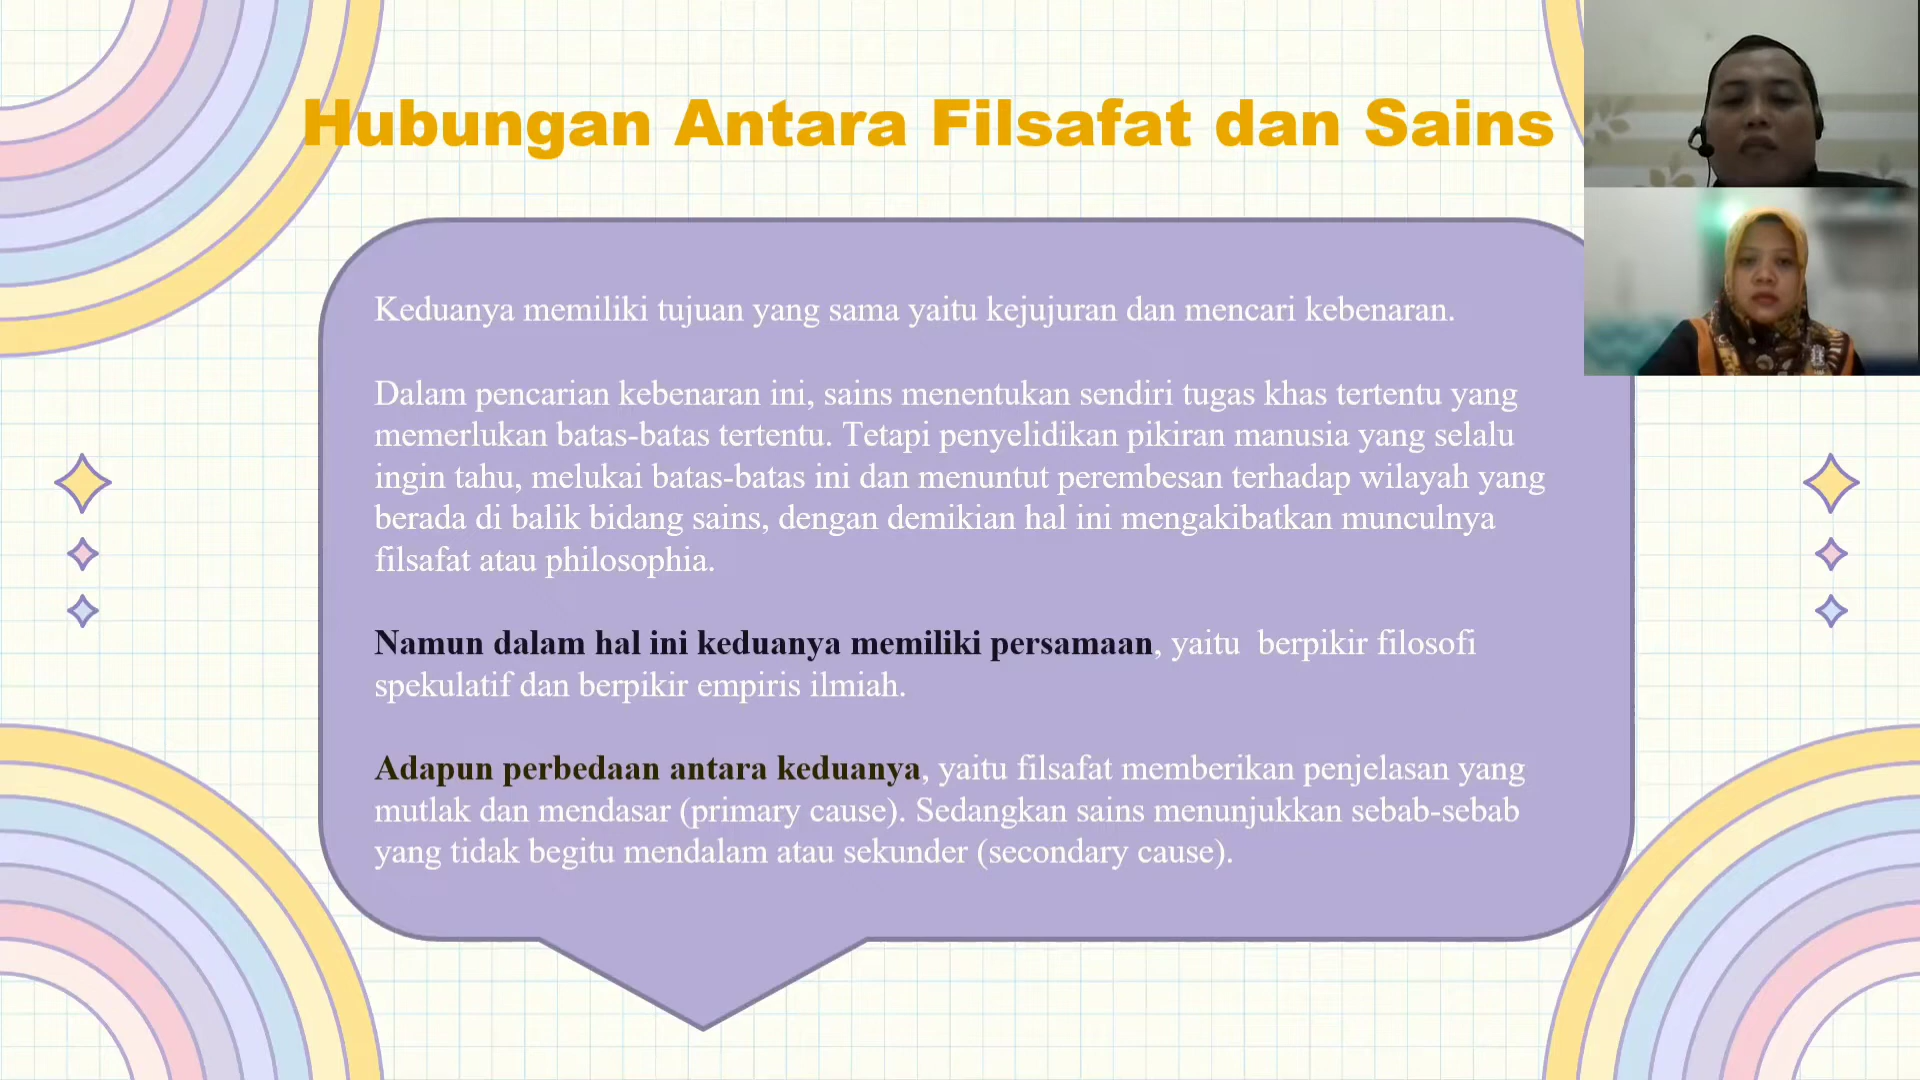 Hubungan Antara Filsafat dan Sains
Keduanya memiliki tujuan yang sama yaitu kejujuran dan mencari kebenaran.
Dalam pencarian kebenaran ini, sains menentukan sendiri tugas khas tertentu yang
memerlukan batas-batas tertentu. Tetapi penyelidikan pikiran manusia yang selalu
ingin tahu, melukai batas-batas ini dan menuntut perembesan terhadap wilayah yang
berada di balik bidang sains, dengan demikian hal ini mengakibatkan munculnya
filsafat atau philosophia.
Namun dalam hal ini keduanya memiliki persamaan, yaitu  berpikir filosofi
spekulatif dan berpikir empiris ilmiah.
Adapun perbedaan antara keduanya, yaitu filsafat memberikan penjelasan yang
mutlak dan mendasar (primary cause). Sedangkan sains menunjukkan sebab-sebab
yang tidak begitu mendalam atau sekunder (secondary cause).